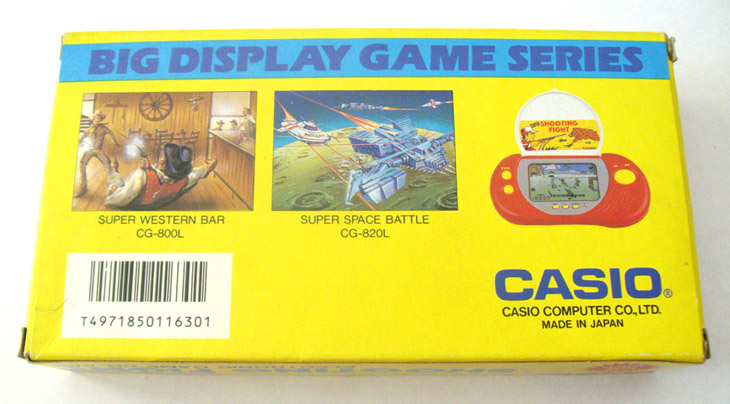 BIG DISPLAY GAME SERIES
SUPER WESTERN BAR
CG-800L
SUPER SPACE BATTLE
CG-820L
SHOOTING
FIGHT
T4971850116301
CASIO®
CASIO COMPUTER CO., LTD.
MADE IN JAPAN